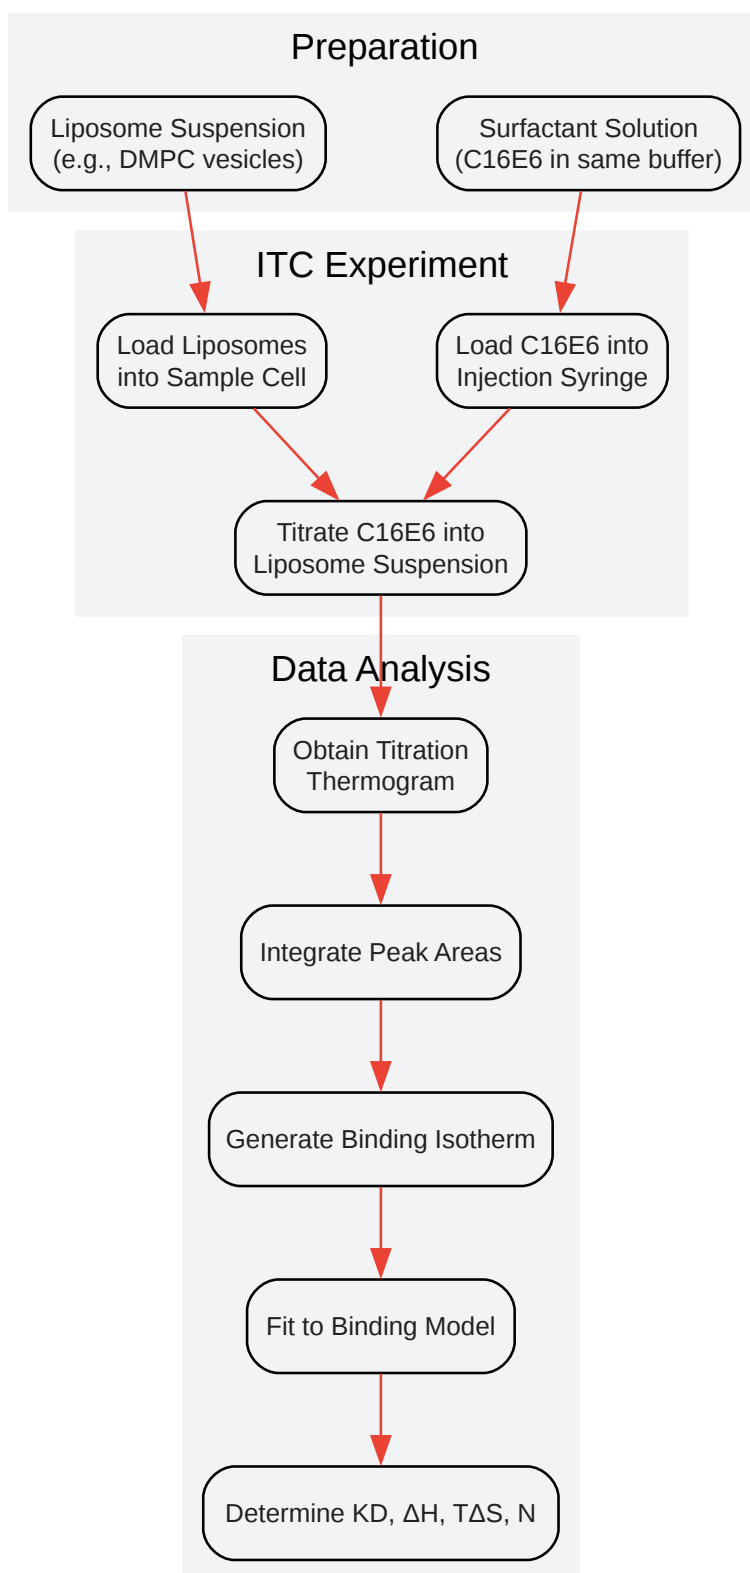 Preparation
Liposome Suspension
(e.g., DMPC vesicles)
Surfactant Solution
(C16E6 in same buffer)
ITC Experiment
Load Liposomes
into Sample Cell
Load C16E6 into
Injection Syringe
Titrate C16E6 into
Liposome Suspension
Data Analysis
Obtain Titration
Thermogram
Integrate Peak Areas
Generate Binding Isotherm
Fit to Binding Model
Determine KD, ΔH, TΔS, N